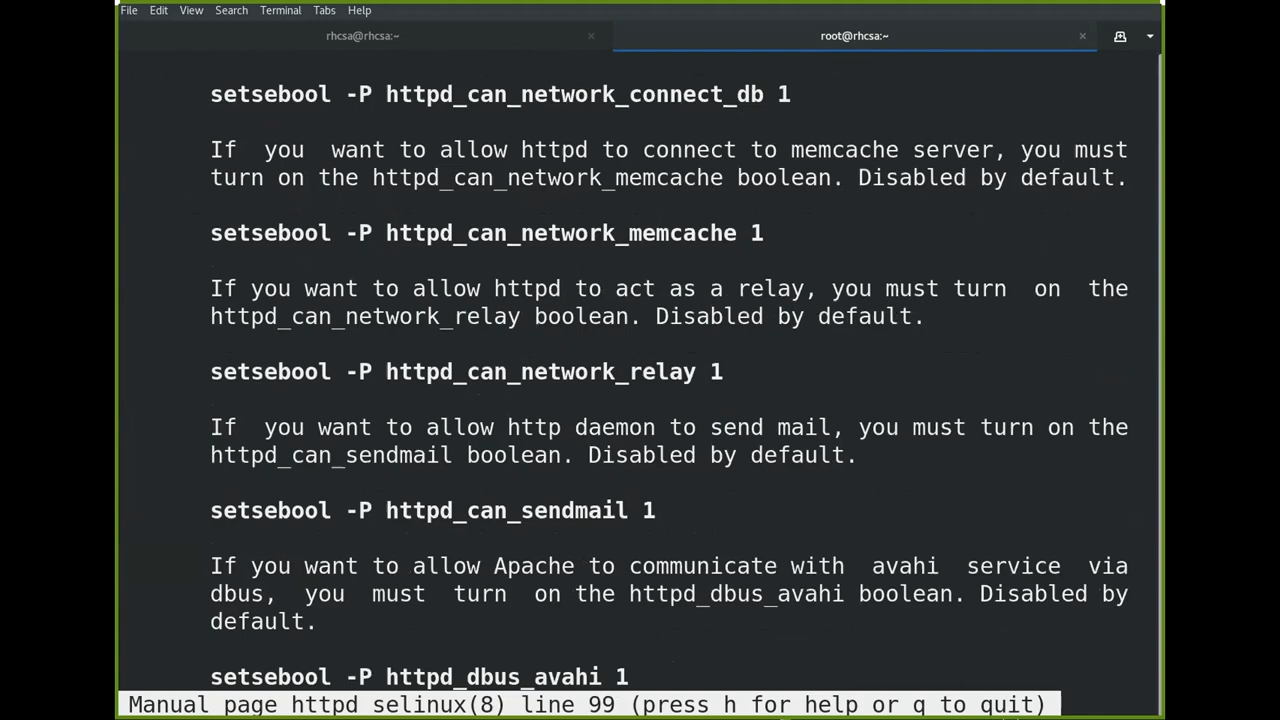 File Edit View Search Terminal Tabs Help
rhcsa@rhcsa:~ × root@rhcsa:~ ×
setsebool -P httpd_can_network_connect_db 1
If you want to allow httpd to connect to memcache server, you must
turn on the httpd_can_network_memcache boolean. Disabled by default.
setsebool -P httpd_can_network_memcache 1
If you want to allow httpd to act as a relay, you must turn on the
httpd_can_network_relay boolean. Disabled by default.
setsebool -P httpd_can_network_relay 1
If you want to allow http daemon to send mail, you must turn on the
httpd_can_sendmail boolean. Disabled by default.
setsebool -P httpd_can_sendmail 1
If you want to allow Apache to communicate with avahi service via
dbus, you must turn on the httpd_dbus_avahi boolean. Disabled by
default.
setsebool -P httpd_dbus_avahi 1
Manual page httpd selinux(8) line 99 (press h for help or q to quit)